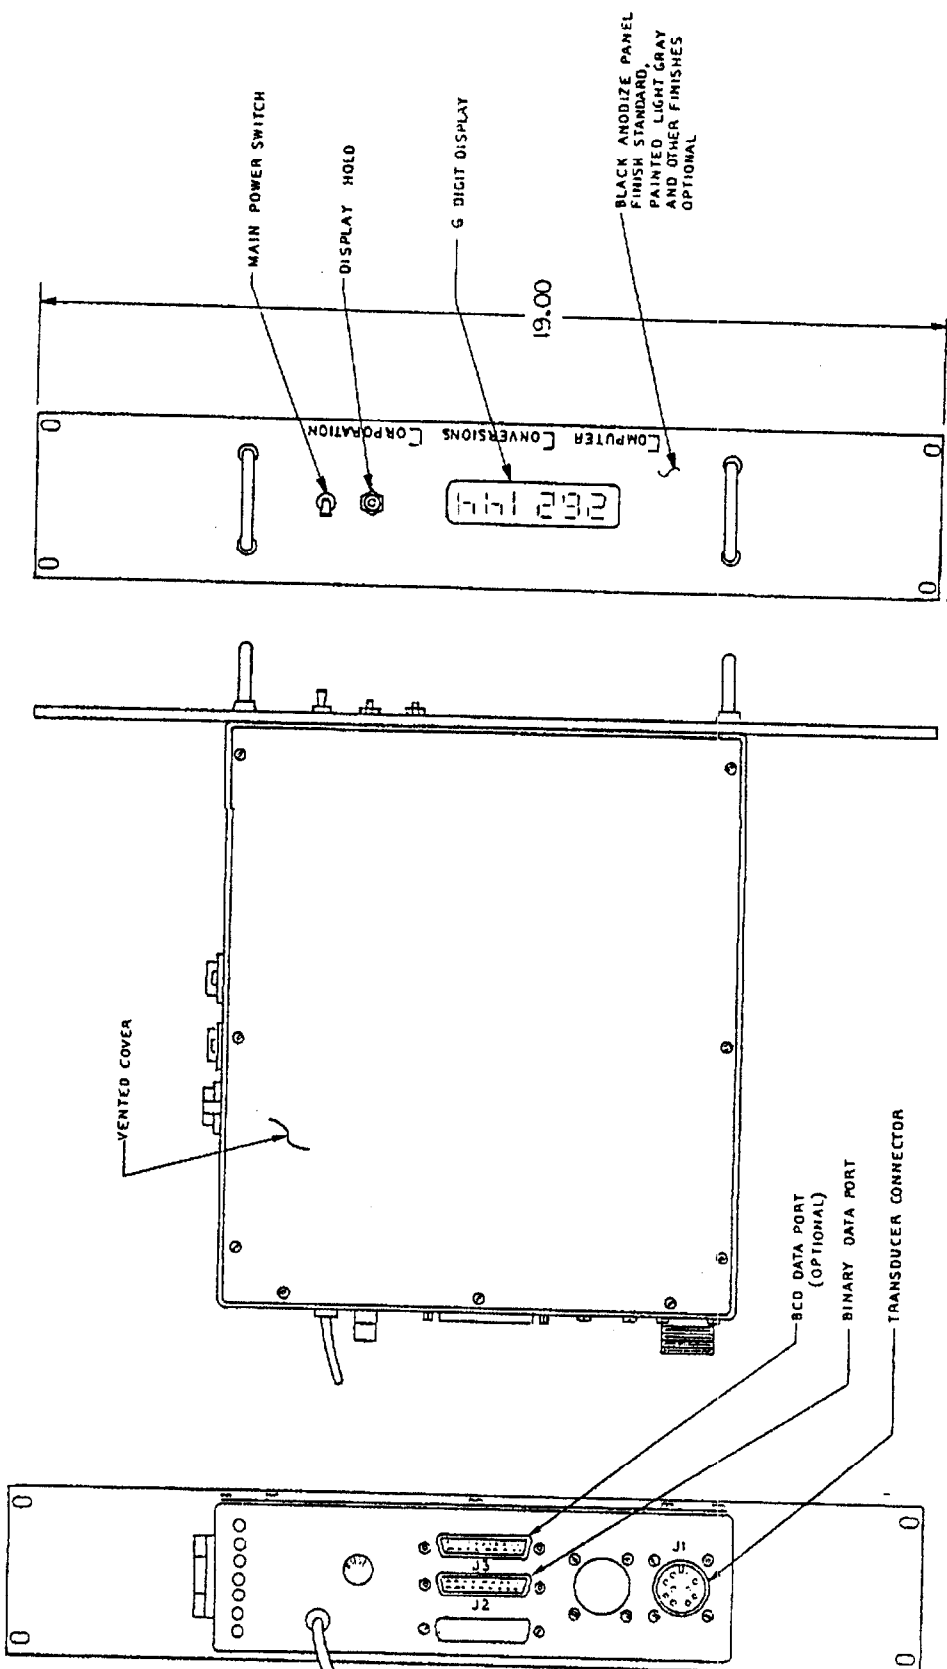 MAIN POWER SWITCH
DISPLAY HOLD
6 DIGIT DISPLAY
BLACK ANODIZE PANEL
FINISH STANDARD,
PAINTED LIGHT GRAY
AND OTHER FINISHES
OPTIONAL
19.00
COMPUTER CONVERSIONS CORPORATION
VENTED COVER
BCD DATA PORT
(OPTIONAL)
BINARY DATA PORT
TRANSDUCER CONNECTOR
J3
J2
J1